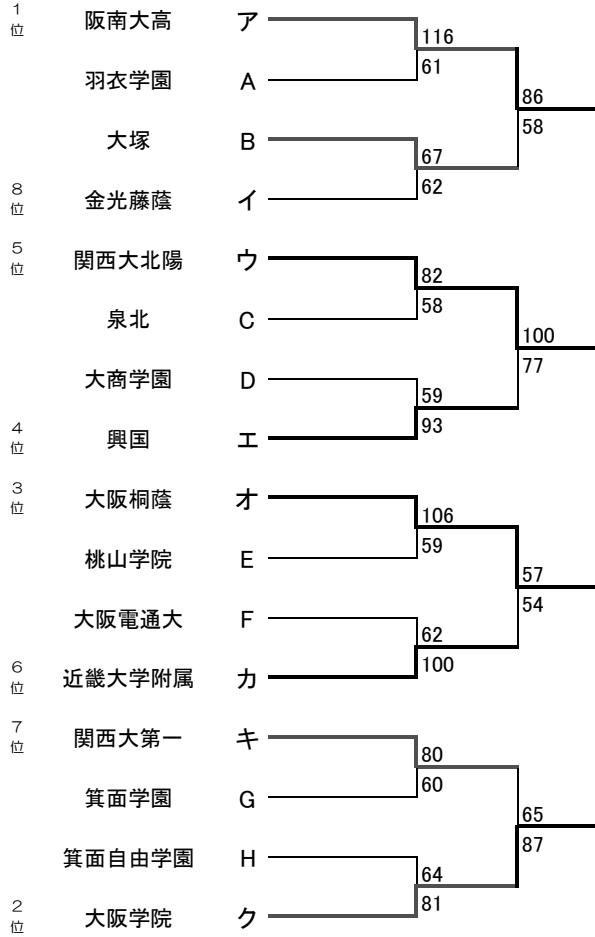 1位 阪南大高 ア
116
61
羽衣学園 A
86
58
大塚 B
67
62
8位 金光藤蔭 イ
5位 関西大北陽 ウ
82
58
泉北 C
100
77
大商学園 D
59
93
4位 興国 エ
3位 大阪桐蔭 オ
106
59
桃山学院 E
57
54
大阪電通大 F
62
100
6位 近畿大学附属 カ
7位 関西大第一 キ
80
60
箕面学園 G
65
87
箕面自由学園 H
64
81
2位 大阪学院 ク